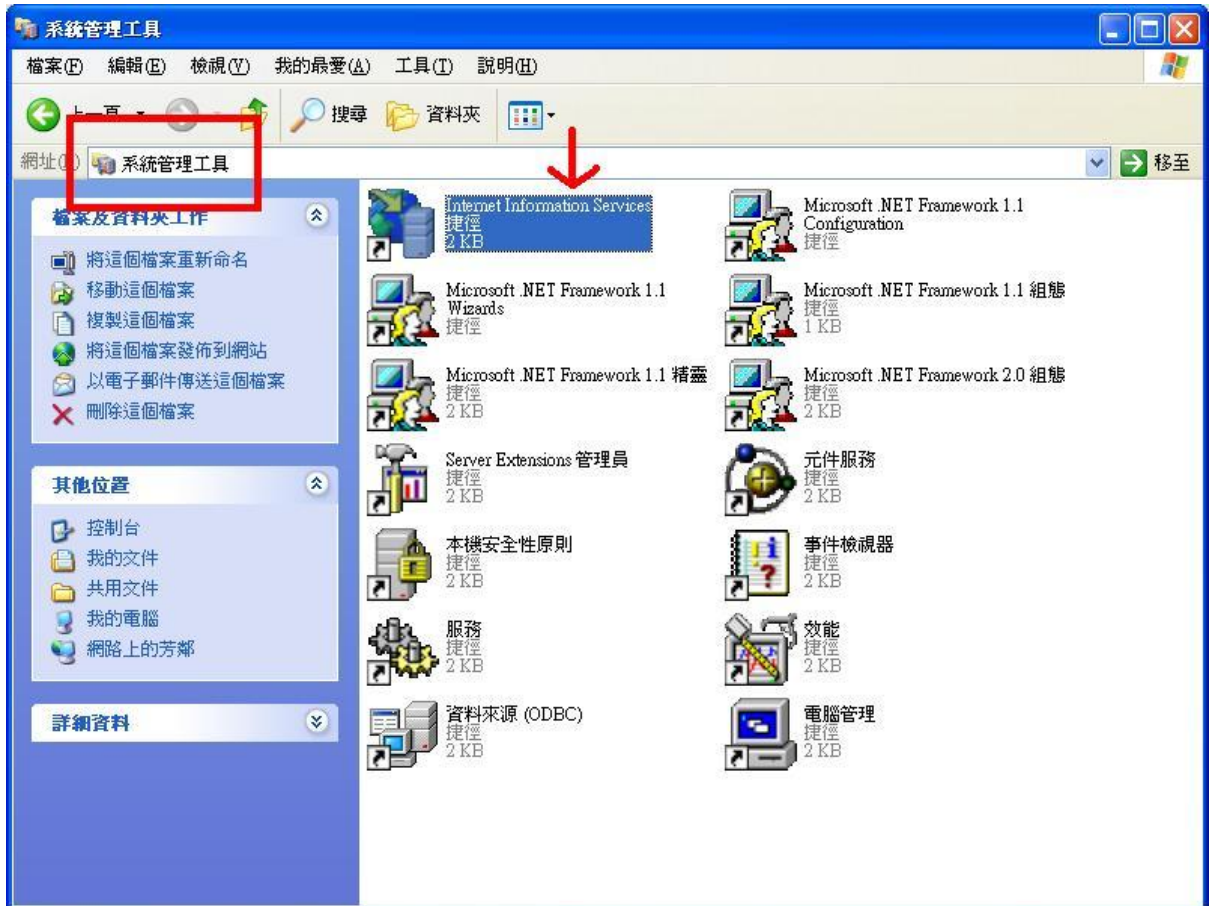 系統管理工具
檔案(F) 編輯(E) 檢視(V) 我的最愛(A) 工具(T) 說明(H)
上一頁 搜尋 資料夾
網址 系統管理工具 移至
檔案及資料夾工作
將這個檔案重新命名
移動這個檔案
複製這個檔案
將這個檔案發佈到網站
以電子郵件傳送這個檔案
刪除這個檔案
其他位置
控制台
我的文件
共用文件
我的電腦
網路上的芳鄰
詳細資料
Internet Information Services
捷徑
2 KB
Microsoft .NET Framework 1.1
Configuration
捷徑
Microsoft .NET Framework 1.1
Wizards
捷徑
Microsoft .NET Framework 1.1 組態
捷徑
1 KB
Microsoft .NET Framework 1.1 精靈
捷徑
2 KB
Microsoft .NET Framework 2.0 組態
捷徑
2 KB
Server Extensions 管理員
捷徑
2 KB
元件服務
捷徑
2 KB
本機安全性原則
捷徑
2 KB
事件檢視器
捷徑
2 KB
服務
捷徑
2 KB
效能
捷徑
2 KB
資料來源 (ODBC)
捷徑
2 KB
電腦管理
捷徑
2 KB